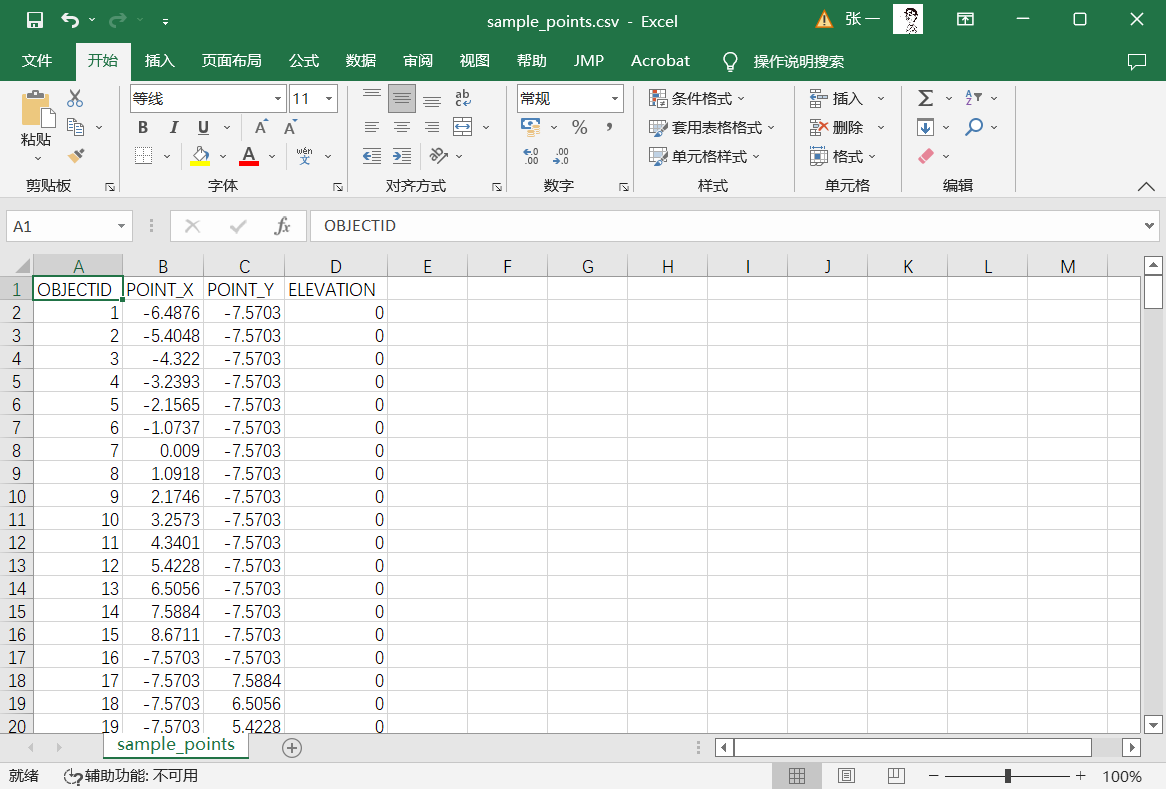 sample_points.csv - Excel
张一
文件 开始 插入 页面布局 公式 数据 审阅 视图 帮助 JMP Acrobat 操作说明搜索
等线 11 常规 条件格式 插入
粘贴 B I U A A % , 套用表格格式 删除
A wén 文 单元格样式 格式
剪贴板 字体 对齐方式 数字 样式 单元格 编辑
A1 fx OBJECTID
A B C D E F G H I J K L M
1 OBJECTID POINT_X POINT_Y ELEVATION
2 1 -6.4876 -7.5703 0
3 2 -5.4048 -7.5703 0
4 3 -4.322 -7.5703 0
5 4 -3.2393 -7.5703 0
6 5 -2.1565 -7.5703 0
7 6 -1.0737 -7.5703 0
8 7 0.009 -7.5703 0
9 8 1.0918 -7.5703 0
10 9 2.1746 -7.5703 0
11 10 3.2573 -7.5703 0
12 11 4.3401 -7.5703 0
13 12 5.4228 -7.5703 0
14 13 6.5056 -7.5703 0
15 14 7.5884 -7.5703 0
16 15 8.6711 -7.5703 0
17 16 -7.5703 -7.5703 0
18 17 -7.5703 7.5884 0
19 18 -7.5703 6.5056 0
20 19 -7.5703 5.4228 0
sample_points
就绪 辅助功能: 不可用 100%